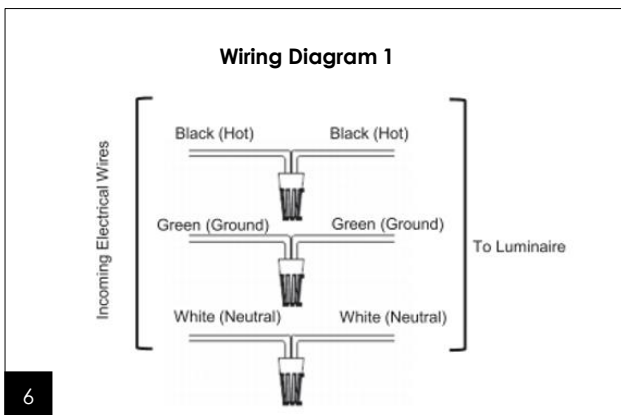 Wiring Diagram 1
Incoming Electrical Wires
Black (Hot) Black (Hot)
Green (Ground) Green (Ground)
To Luminaire
White (Neutral) White (Neutral)
6